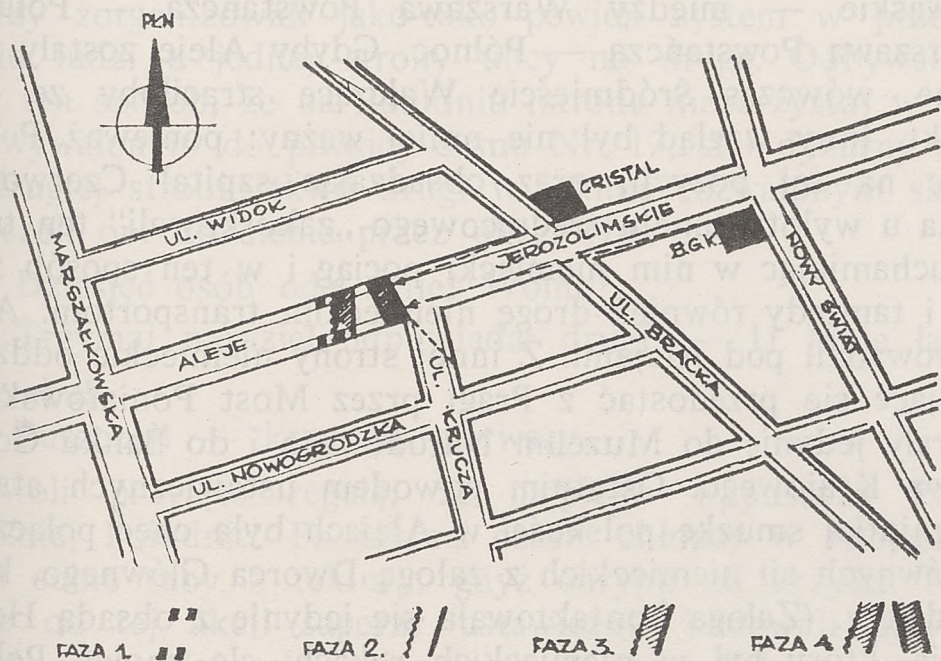 PŁN
CRISTAL
UL. WIDOK
JEROZOLIMSKIE
BGK
MARSZAŁKOWSKA
NOWY ŚWIAT
ALEJE
UL. BRACKA
UL. KRUCZA
UL. NOWOGRODZKA
FAZA 1. FAZA 2. FAZA 3. FAZA 4.